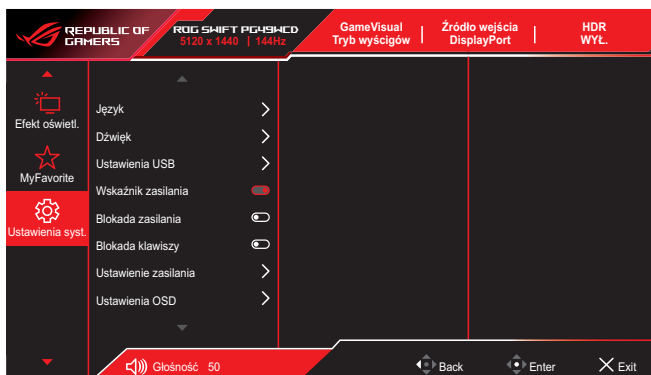 REPUBLIC OF
GAMERS
ROG SWIFT PG49WCD
5120 x 1440 | 144Hz
GameVisual
Tryb wyścigów
Źródło wejścia
DisplayPort
HDR
WYŁ.
Efekt oświetl.
MyFavorite
Ustawienia syst.
Język
Dźwięk
Ustawienia USB
Wskaźnik zasilania
Blokada zasilania
Blokada klawiszy
Ustawienie zasilania
Ustawienia OSD
Głośność 50
Back
Enter
Exit